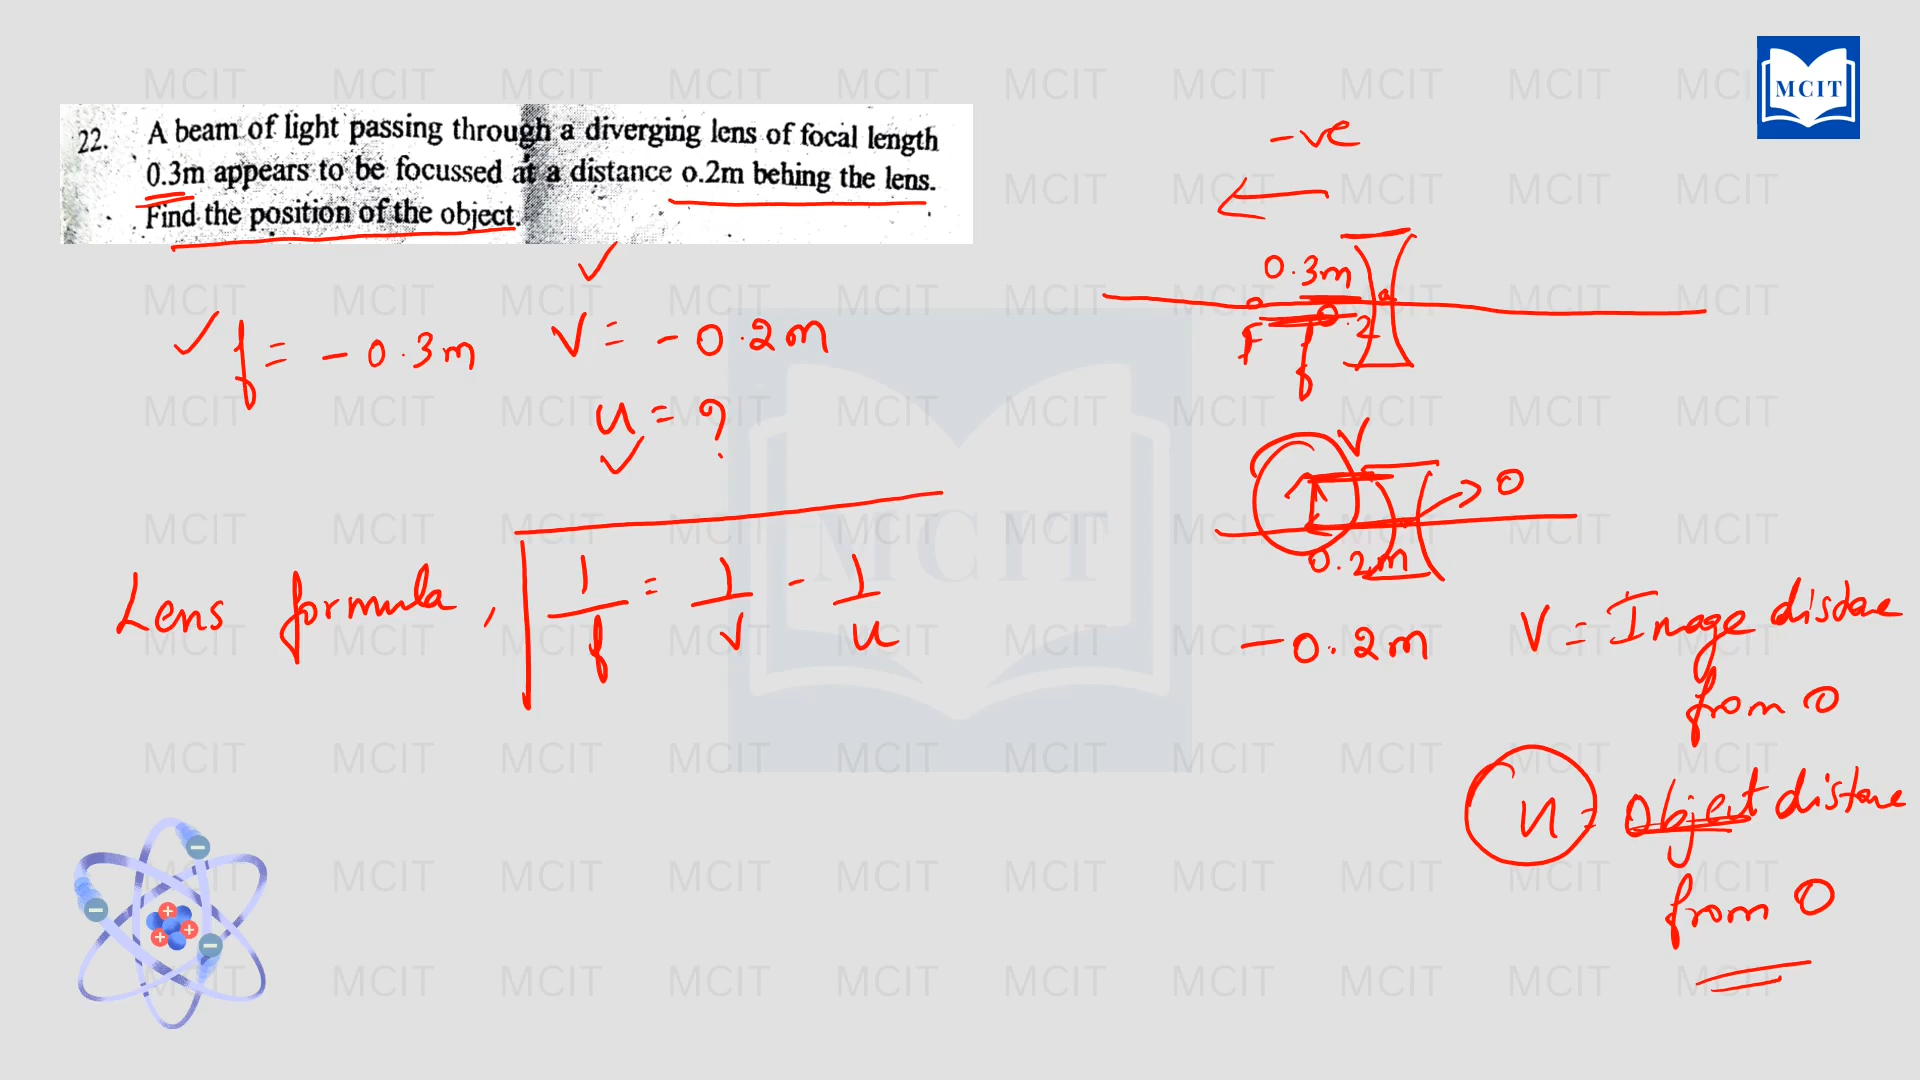 MCIT
22. A beam of light passing through a diverging lens of focal length
0.3m appears to be focussed at a distance o.2m behing the lens.
Find the position of the object.
f = -0.3m
v = -0.2m
u = ?
Lens formula, 1/f = 1/v - 1/u
-ve
0.3m
F
f
0.2
V
O
0.2m
-0.2m
V = Image distance
from O
u = Object distance
from O
MCIT